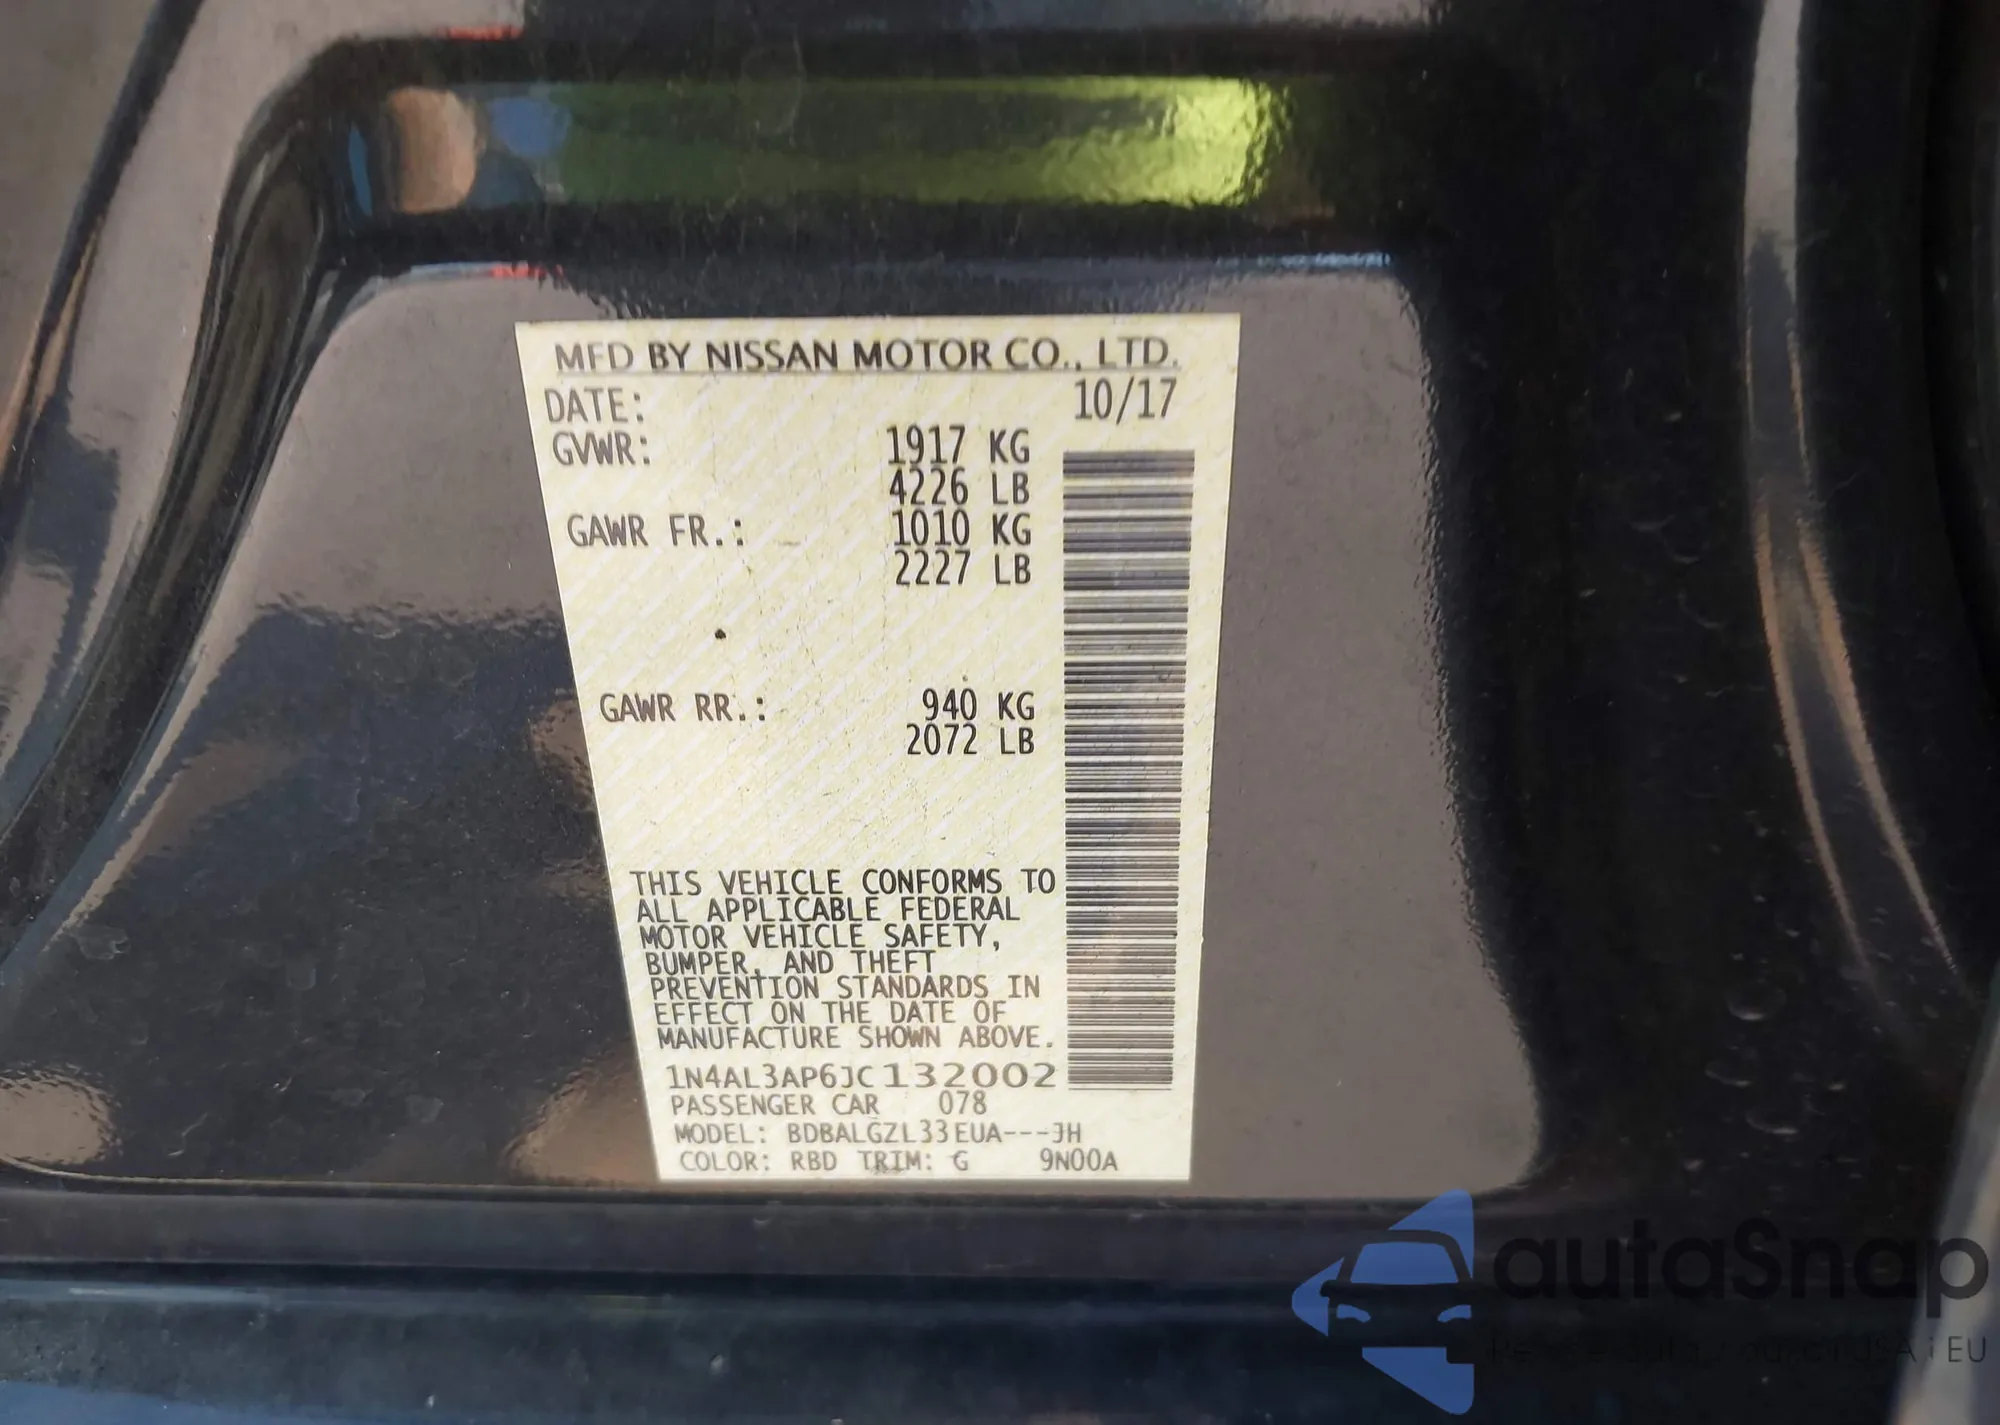 MFD BY NISSAN MOTOR CO., LTD.
DATE: 10/17
GVWR: 1917 KG
4226 LB
GAWR FR.: 1010 KG
2227 LB
GAWR RR.: 940 KG
2072 LB
THIS VEHICLE CONFORMS TO
ALL APPLICABLE FEDERAL
MOTOR VEHICLE SAFETY,
BUMPER, AND THEFT
PREVENTION STANDARDS IN
EFFECT ON THE DATE OF
MANUFACTURE SHOWN ABOVE.
1N4AL3AP6JC132002
PASSENGER CAR 078
MODEL: BDBALGZL33EUA---JH
COLOR: RBD TRIM: G 9N00A
autaSnap
USA i EU